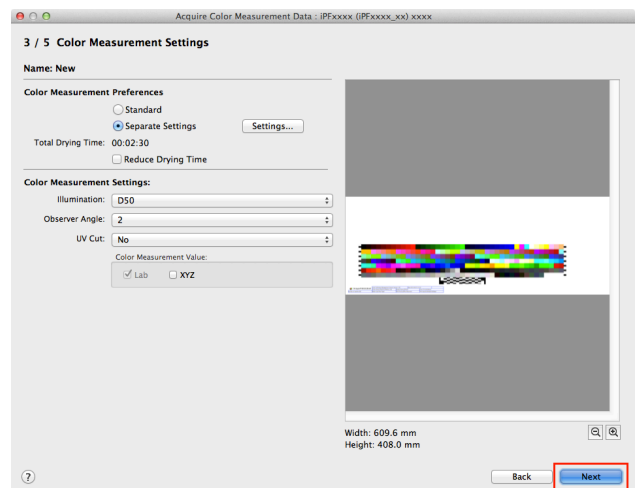 Acquire Color Measurement Data : iPFxxxx (iPFxxxx_xx) xxxx
3 / 5 Color Measurement Settings
Name: New
Color Measurement Preferences
Standard
Separate Settings
Settings...
Total Drying Time: 00:02:30
Reduce Drying Time
Color Measurement Settings:
Illumination: D50
Observer Angle: 2
UV Cut: No
Color Measurement Value:
Lab XYZ
Width: 609.6 mm
Height: 408.0 mm
? Back Next